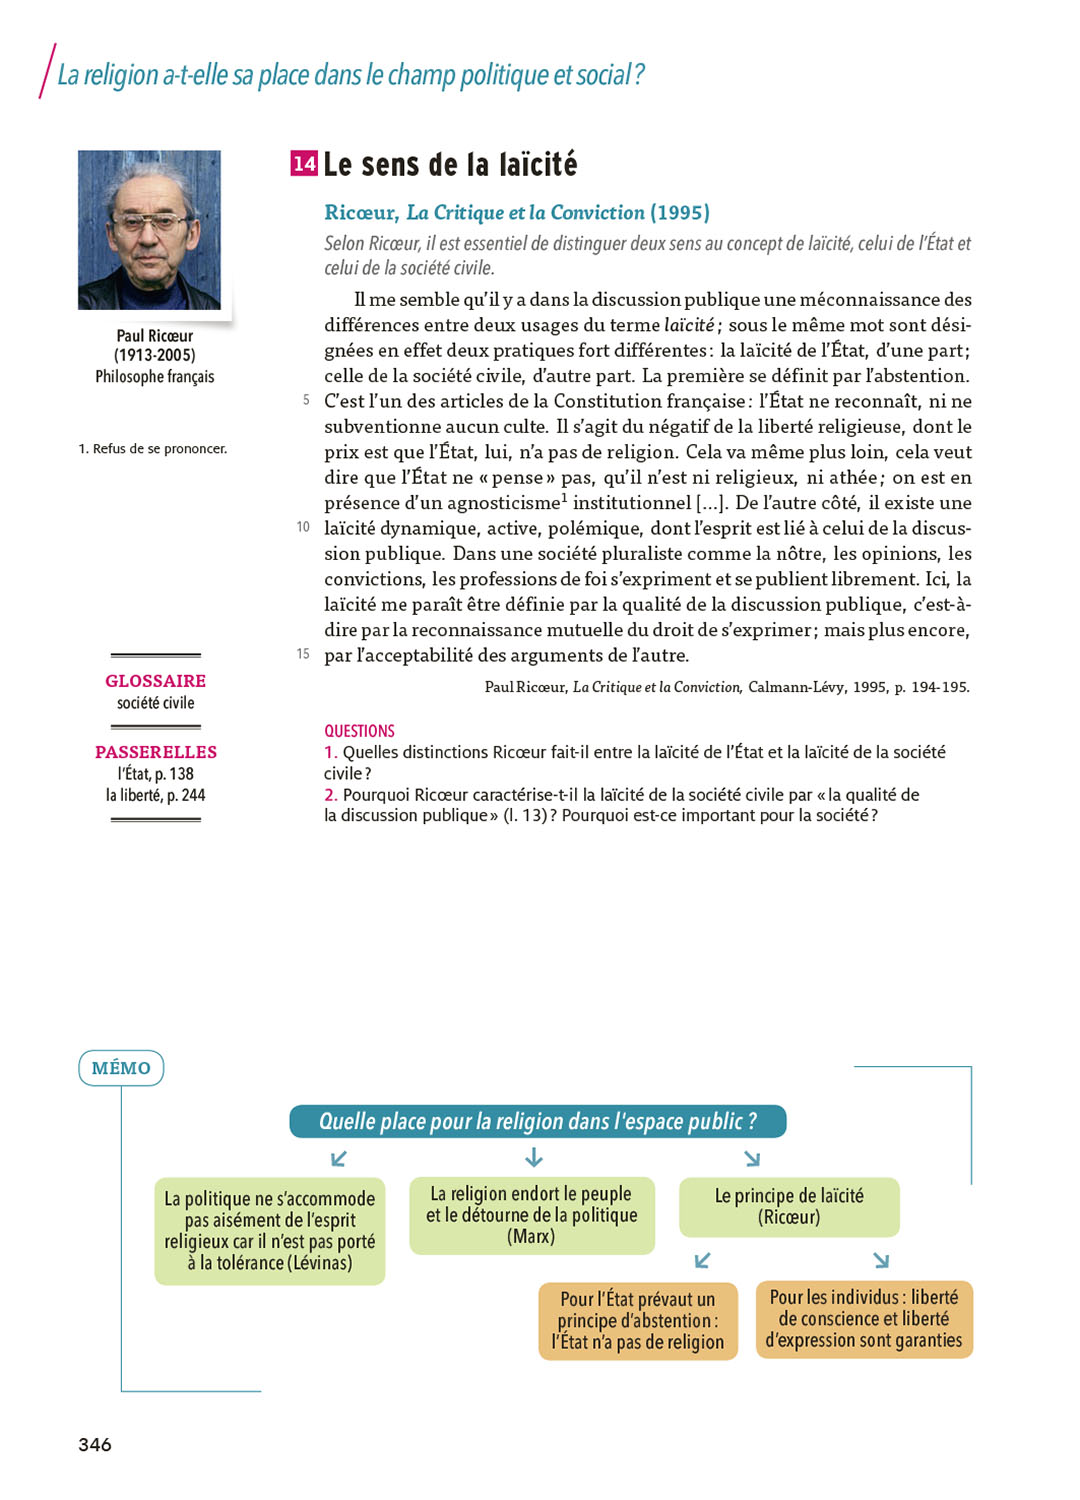 La religion a-t-elle sa place dans le champ politique et social ?
14 Le sens de la laïcité
Ricœur, La Critique et la Conviction (1995)
Selon Ricœur, il est essentiel de distinguer deux sens au concept de laïcité, celui de l’État et
celui de la société civile.
Il me semble qu’il y a dans la discussion publique une méconnaissance des
différences entre deux usages du terme laïcité ; sous le même mot sont dési-
gnées en effet deux pratiques fort différentes : la laïcité de l’État, d’une part ;
celle de la société civile, d’autre part. La première se définit par l’abstention.
5 C’est l’un des articles de la Constitution française : l’État ne reconnaît, ni ne
subventionne aucun culte. Il s’agit du négatif de la liberté religieuse, dont le
prix est que l’État, lui, n’a pas de religion. Cela va même plus loin, cela veut
dire que l’État ne « pense » pas, qu’il n’est ni religieux, ni athée ; on est en
présence d’un agnosticisme1 institutionnel [...]. De l’autre côté, il existe une
10 laïcité dynamique, active, polémique, dont l’esprit est lié à celui de la discus-
sion publique. Dans une société pluraliste comme la nôtre, les opinions, les
convictions, les professions de foi s’expriment et se publient librement. Ici, la
laïcité me paraît être définie par la qualité de la discussion publique, c’est-à-
dire par la reconnaissance mutuelle du droit de s’exprimer ; mais plus encore,
15 par l’acceptabilité des arguments de l’autre.
Paul Ricœur, La Critique et la Conviction, Calmann-Lévy, 1995, p. 194-195.
Paul Ricœur
(1913-2005)
Philosophe français
1. Refus de se prononcer.
GLOSSAIRE
société civile
PASSERELLES
l’État, p. 138
la liberté, p. 244
QUESTIONS
1. Quelles distinctions Ricœur fait-il entre la laïcité de l’État et la laïcité de la société
civile ?
2. Pourquoi Ricœur caractérise-t-il la laïcité de la société civile par « la qualité de
la discussion publique » (l. 13) ? Pourquoi est-ce important pour la société ?
MÉMO
Quelle place pour la religion dans l'espace public ?
La politique ne s’accommode
pas aisément de l’esprit
religieux car il n’est pas porté
à la tolérance (Lévinas)
La religion endort le peuple
et le détourne de la politique
(Marx)
Le principe de laïcité
(Ricœur)
Pour l’État prévaut un
principe d’abstention :
l’État n’a pas de religion
Pour les individus : liberté
de conscience et liberté
d’expression sont garanties
346